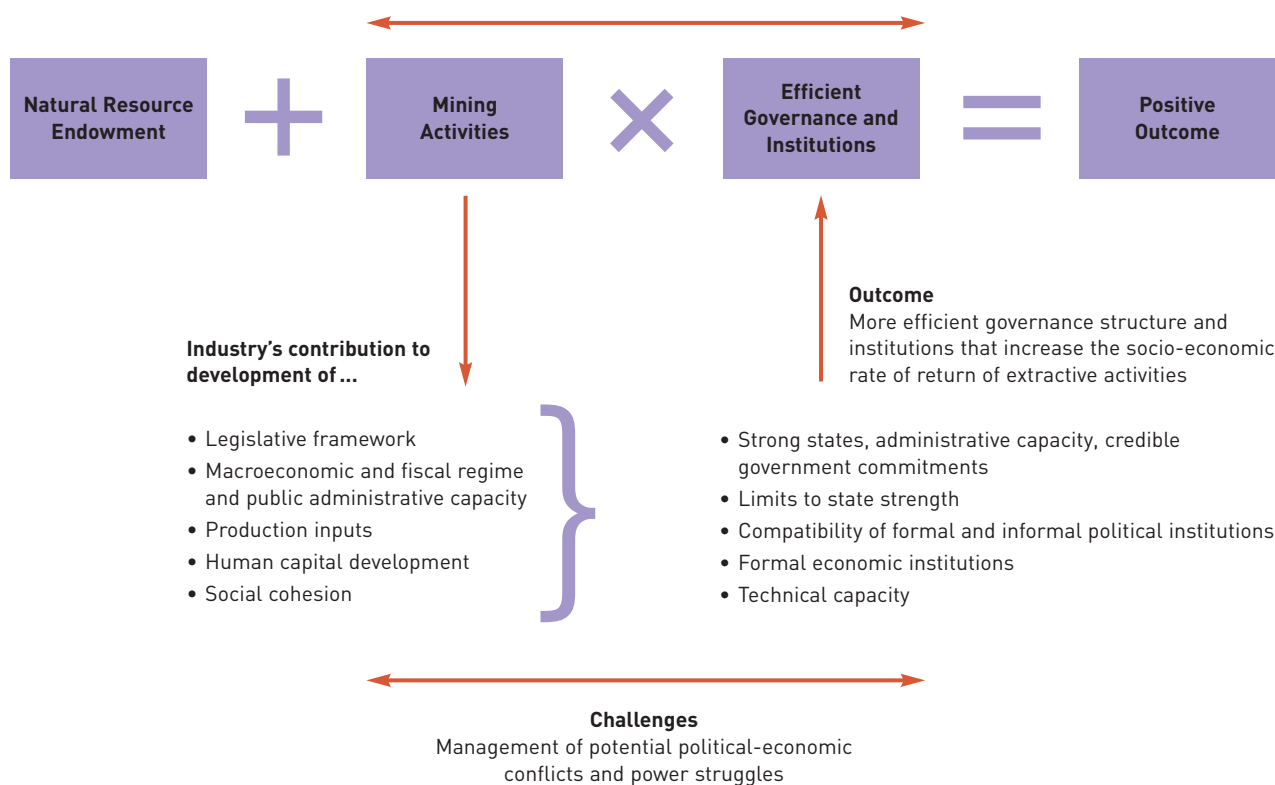 Natural Resource
Endowment
+
Mining
Activities
×
Efficient
Governance and
Institutions
=
Positive
Outcome
Industry’s contribution to
development of...
• Legislative framework
• Macroeconomic and fiscal regime
and public administrative capacity
• Production inputs
• Human capital development
• Social cohesion
}
Outcome
More efficient governance structure and
institutions that increase the socio-economic
rate of return of extractive activities
• Strong states, administrative capacity, credible
government commitments
• Limits to state strength
• Compatibility of formal and informal political institutions
• Formal economic institutions
• Technical capacity
Challenges
Management of potential political-economic
conflicts and power struggles